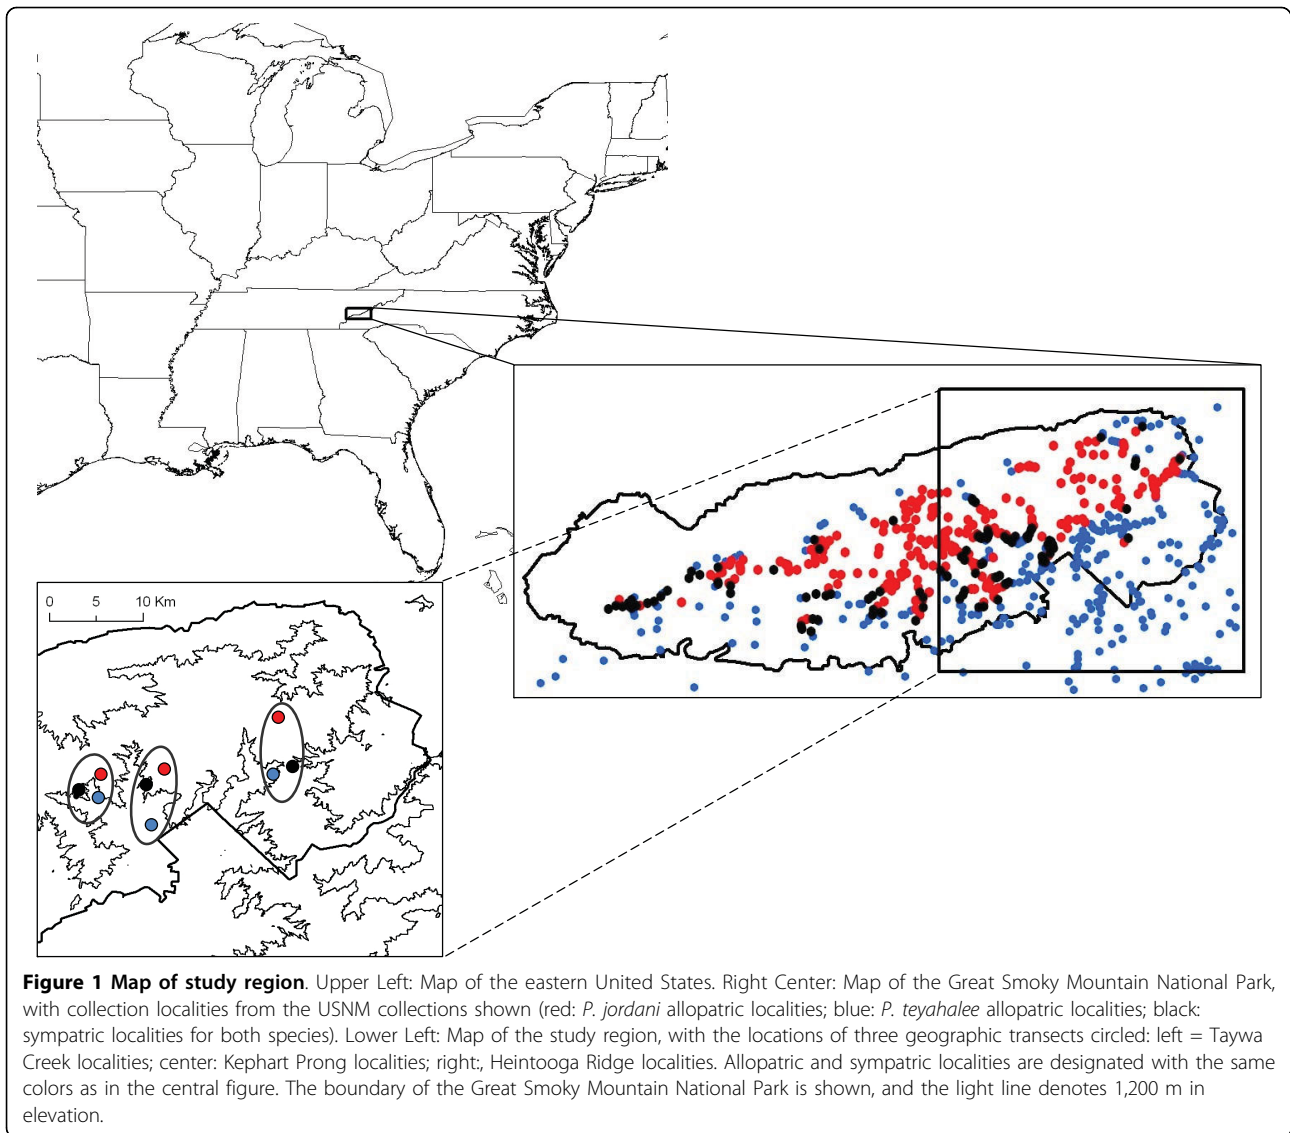 0 5 10 Km
Figure 1 Map of study region. Upper Left: Map of the eastern United States. Right Center: Map of the Great Smoky Mountain National Park,
with collection localities from the USNM collections shown (red: P. jordani allopatric localities; blue: P. teyahalee allopatric localities; black:
sympatric localities for both species). Lower Left: Map of the study region, with the locations of three geographic transects circled: left = Taywa
Creek localities; center: Kephart Prong localities; right:, Heintooga Ridge localities. Allopatric and sympatric localities are designated with the same
colors as in the central figure. The boundary of the Great Smoky Mountain National Park is shown, and the light line denotes 1,200 m in
elevation.